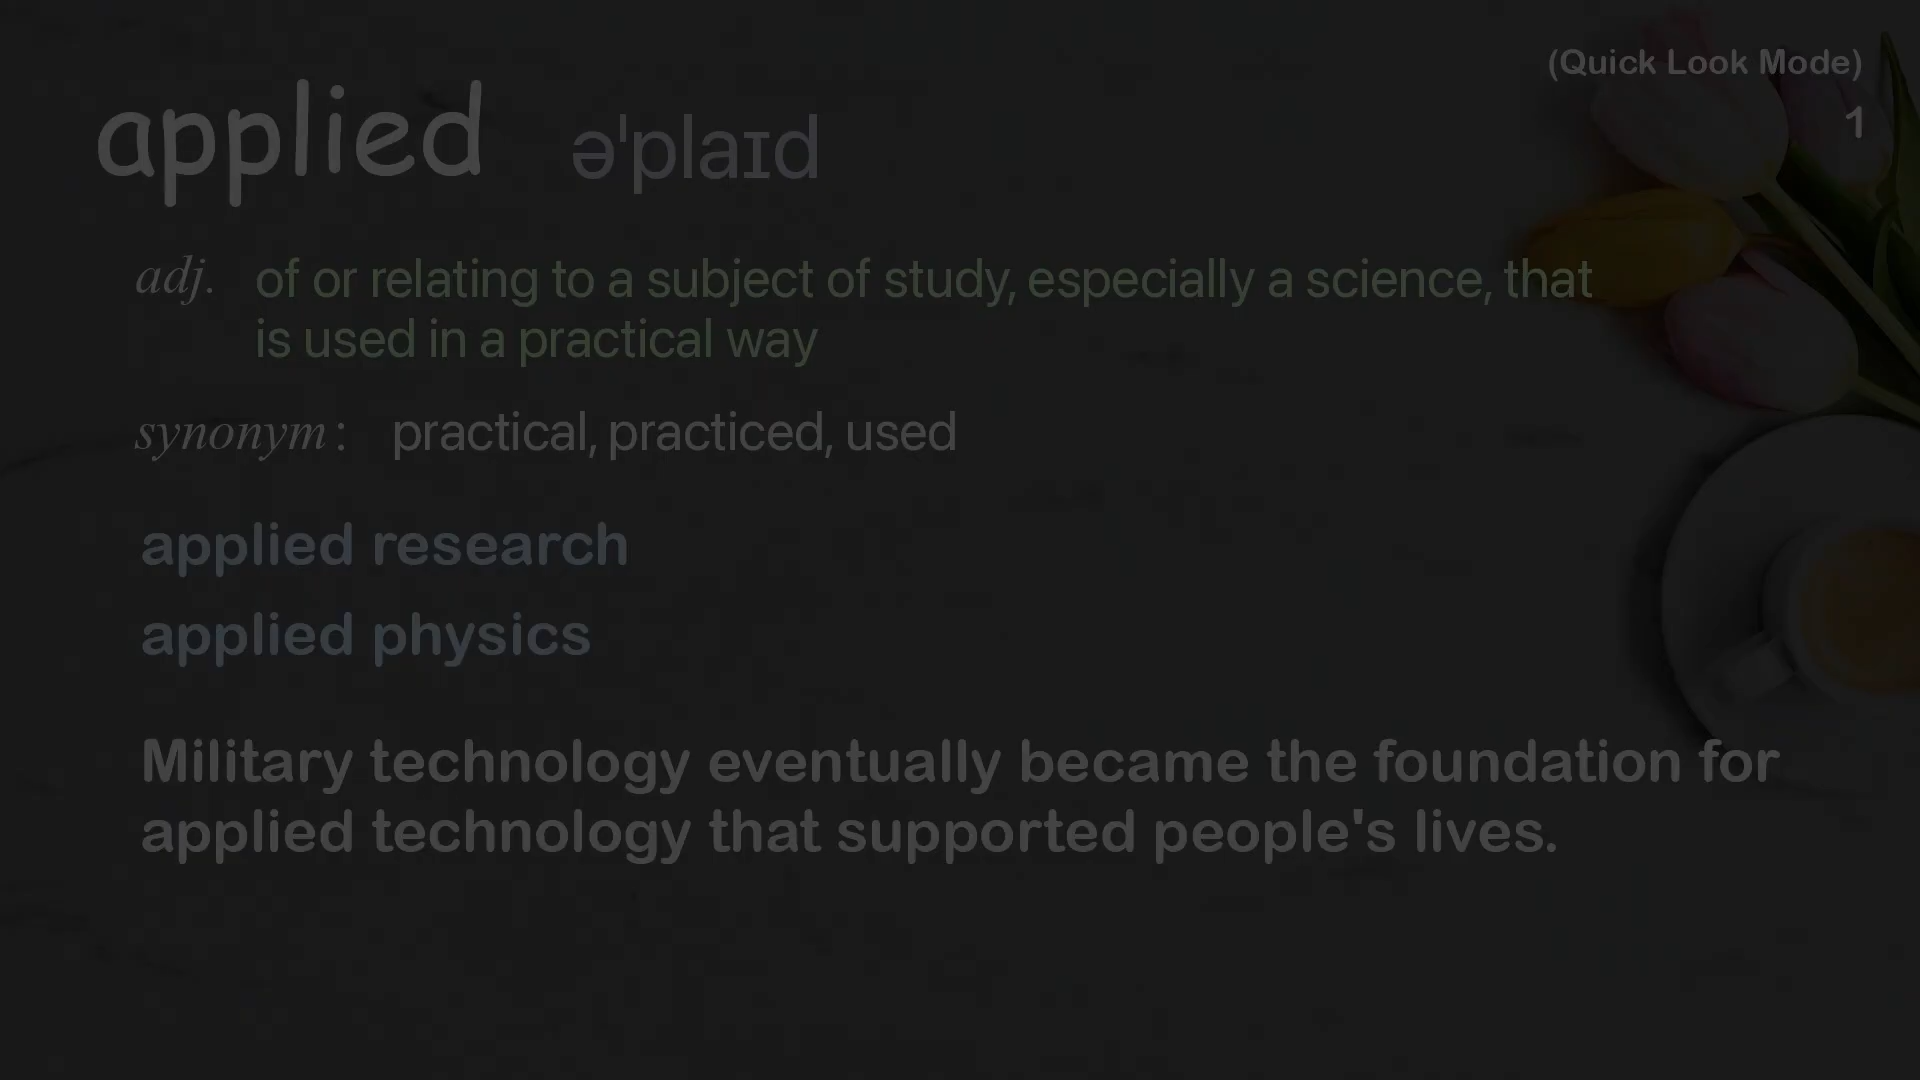 (Quick Look Mode)
1
applied əˈplaɪd
adj. of or relating to a subject of study, especially a science, that
is used in a practical way
synonym : practical, practiced, used
applied research
applied physics
Military technology eventually became the foundation for
applied technology that supported people's lives.